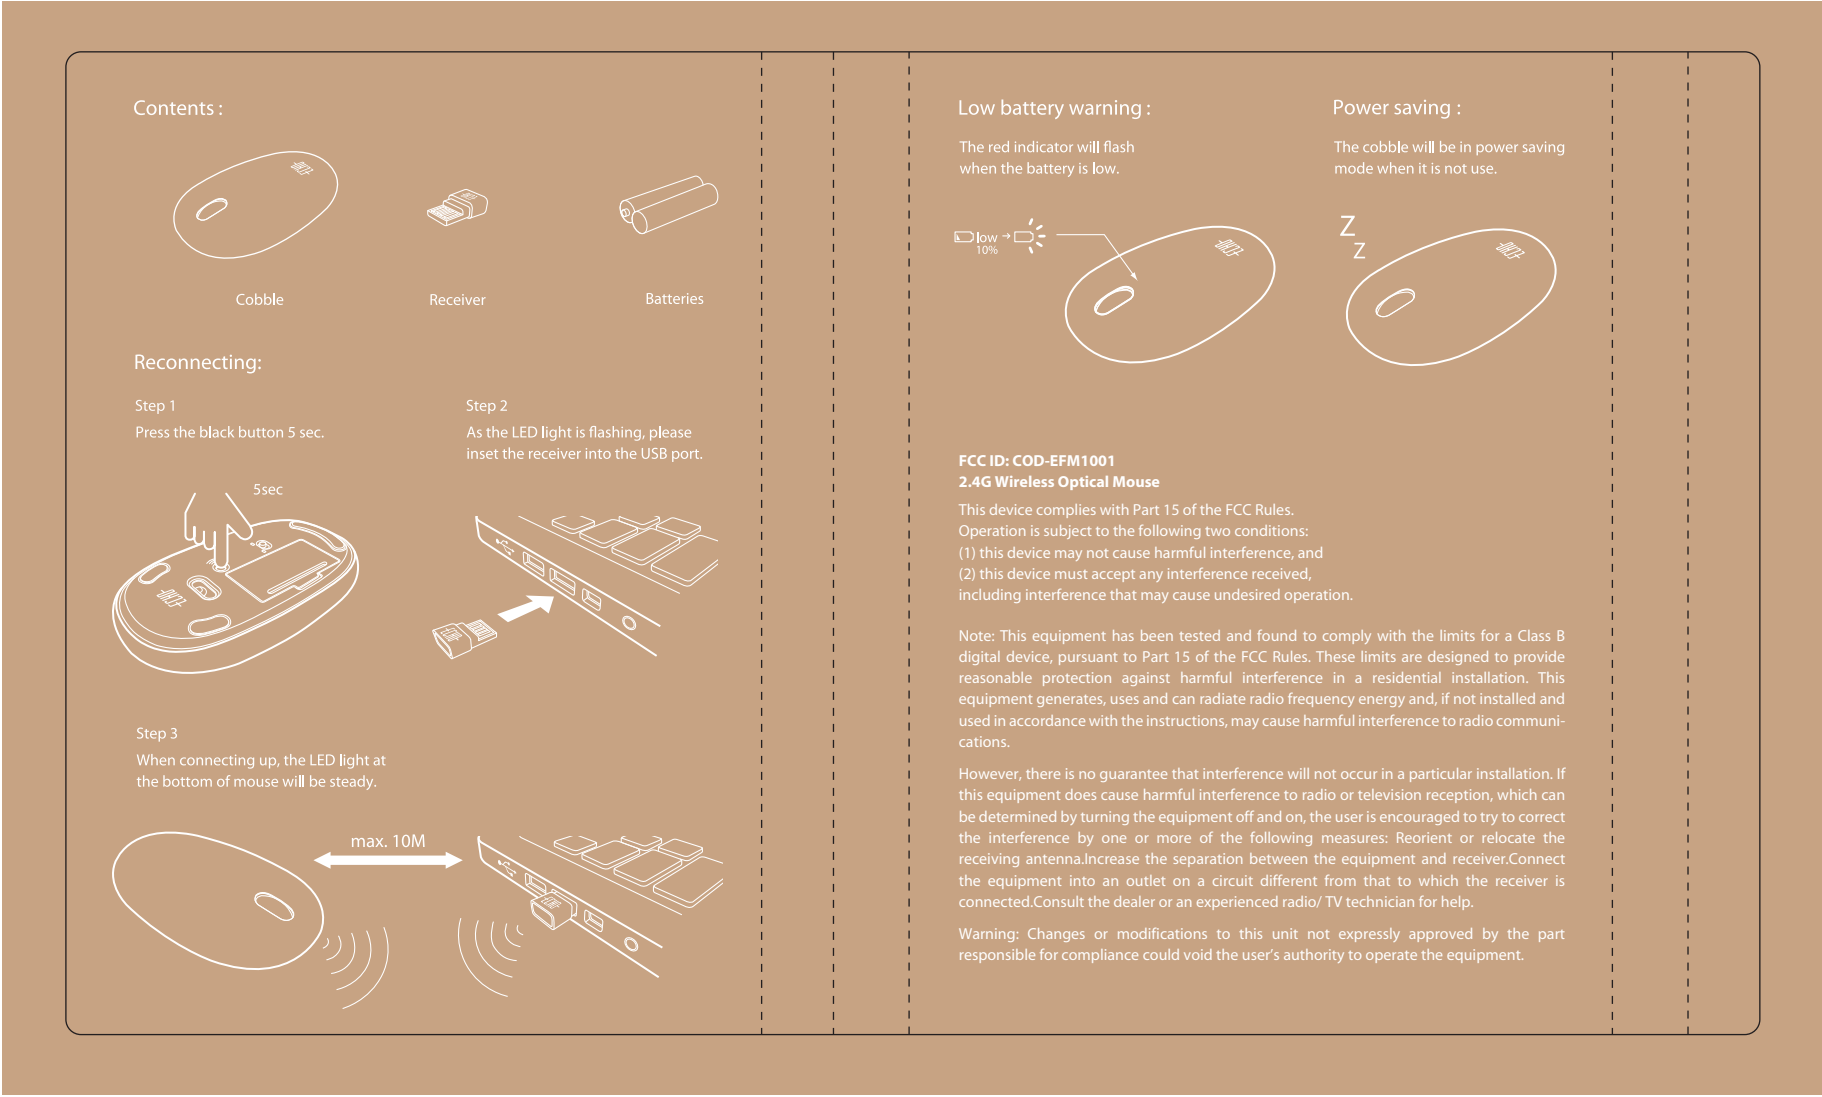 Contents :
Cobble
Receiver
Batteries
Reconnecting:
Step 1
Press the black button 5 sec.
5sec
Step 2
As the LED light is flashing, please
inset the receiver into the USB port.
Step 3
When connecting up, the LED light at
the bottom of mouse will be steady.
max. 10M
Low battery warning :
The red indicator will flash
when the battery is low.
low
10%
Power saving :
The cobble will be in power saving
mode when it is not use.
Z
Z
FCC ID: COD-EFM1001
2.4G Wireless Optical Mouse
This device complies with Part 15 of the FCC Rules.
Operation is subject to the following two conditions:
(1) this device may not cause harmful interference, and
(2) this device must accept any interference received,
including interference that may cause undesired operation.
Note: This equipment has been tested and found to comply with the limits for a Class B
digital device, pursuant to Part 15 of the FCC Rules. These limits are designed to provide
reasonable protection against harmful interference in a residential installation. This
equipment generates, uses and can radiate radio frequency energy and, if not installed and
used in accordance with the instructions, may cause harmful interference to radio communi-
cations.
However, there is no guarantee that interference will not occur in a particular installation. If
this equipment does cause harmful interference to radio or television reception, which can
be determined by turning the equipment off and on, the user is encouraged to try to correct
the interference by one or more of the following measures: Reorient or relocate the
receiving antenna.Increase the separation between the equipment and receiver.Connect
the equipment into an outlet on a circuit different from that to which the receiver is
connected.Consult the dealer or an experienced radio/ TV technician for help.
Warning: Changes or modifications to this unit not expressly approved by the part
responsible for compliance could void the user's authority to operate the equipment.